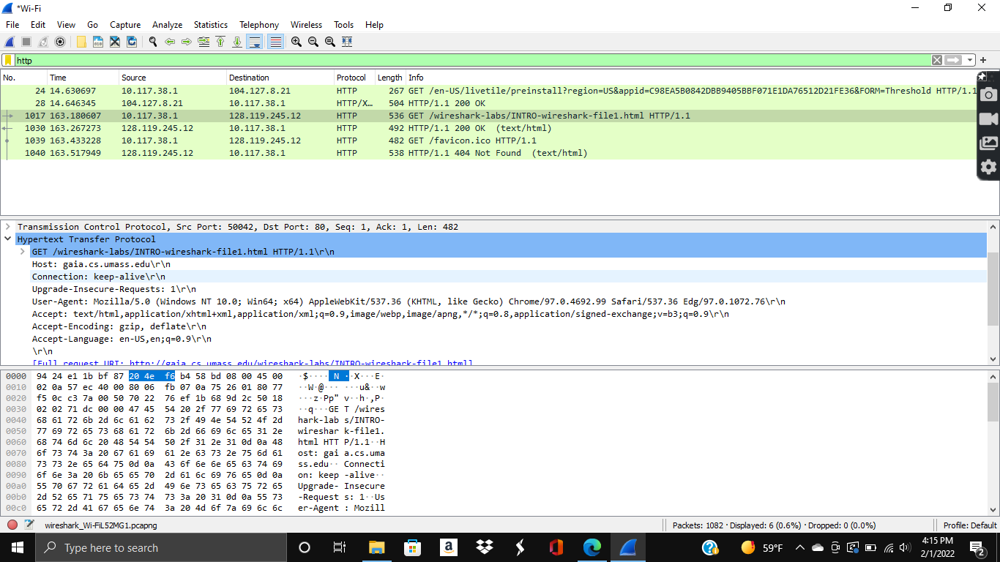 *Wi-Fi
File Edit View Go Capture Analyze Statistics Telephony Wireless Tools Help
http
No. Time Source Destination Protocol Length Info
24 14.630697 10.117.38.1 104.127.8.21 HTTP 267 GET /en-US/livetile/preinstall?region=US&appid=C98EA5B0842DBB9405BBF071E1DA76512D21FE36&FORM=Threshold HTTP/1.1
28 14.646345 104.127.8.21 10.117.38.1 HTTP/X… 504 HTTP/1.1 200 OK
1017 163.180607 10.117.38.1 128.119.245.12 HTTP 536 GET /wireshark-labs/INTRO-wireshark-file1.html HTTP/1.1
1030 163.267273 128.119.245.12 10.117.38.1 HTTP 492 HTTP/1.1 200 OK (text/html)
1039 163.433228 10.117.38.1 128.119.245.12 HTTP 482 GET /favicon.ico HTTP/1.1
1040 163.517949 128.119.245.12 10.117.38.1 HTTP 538 HTTP/1.1 404 Not Found (text/html)
Transmission Control Protocol, Src Port: 50042, Dst Port: 80, Seq: 1, Ack: 1, Len: 482
Hypertext Transfer Protocol
GET /wireshark-labs/INTRO-wireshark-file1.html HTTP/1.1\r\n
Host: gaia.cs.umass.edu\r\n
Connection: keep-alive\r\n
Upgrade-Insecure-Requests: 1\r\n
User-Agent: Mozilla/5.0 (Windows NT 10.0; Win64; x64) AppleWebKit/537.36 (KHTML, like Gecko) Chrome/97.0.4692.99 Safari/537.36 Edg/97.0.1072.76\r\n
Accept: text/html,application/xhtml+xml,application/xml;q=0.9,image/webp,image/apng,*/*;q=0.8,application/signed-exchange;v=b3;q=0.9\r\n
Accept-Encoding: gzip, deflate\r\n
Accept-Language: en-US,en;q=0.9\r\n
\r\n
[Full request URI: http://gaia.cs.umass.edu/wireshark-labs/INTRO-wireshark-file1.html]
0000 94 24 e1 1b bf 87 20 4e f6 b4 58 bd 08 00 45 00 ·$···· N ··X···E·
0010 02 0a 57 ec 40 00 80 06 fb 07 0a 75 26 01 80 77 ··W·@··· ···u&··w
0020 f5 0c c3 7a 00 50 70 22 76 ef 1b 68 9d 2c 50 18 ···z·Pp" v··h·,P·
0030 02 02 71 dc 00 00 47 45 54 20 2f 77 69 72 65 73 ··q···GE T /wires
0040 68 61 72 6b 2d 6c 61 62 73 2f 49 4e 54 52 4f 2d hark-lab s/INTRO-
0050 77 69 72 65 73 68 61 72 6b 2d 66 69 6c 65 31 2e wireshar k-file1.
0060 68 74 6d 6c 20 48 54 54 50 2f 31 2e 31 0d 0a 48 html HTT P/1.1··H
0070 6f 73 74 3a 20 67 61 69 61 2e 63 73 2e 75 6d 61 ost: gai a.cs.uma
0080 73 73 2e 65 64 75 0d 0a 43 6f 6e 6e 65 63 74 69 ss.edu·· Connecti
0090 6f 6e 3a 20 6b 65 65 70 2d 61 6c 69 76 65 0d 0a on: keep -alive··
00a0 55 70 67 72 61 64 65 2d 49 6e 73 65 63 75 72 65 Upgrade- Insecure
00b0 2d 52 65 71 75 65 73 74 73 3a 20 31 0d 0a 55 73 -Request s: 1··Us
00c0 65 72 2d 41 67 65 6e 74 3a 20 4d 6f 7a 69 6c 6c er-Agent : Mozill
wireshark_Wi-FiL52MG1.pcapng Packets: 1082 · Displayed: 6 (0.6%) · Dropped: 0 (0.0%) Profile: Default
Type here to search 59°F 4:15 PM
2/1/2022 2